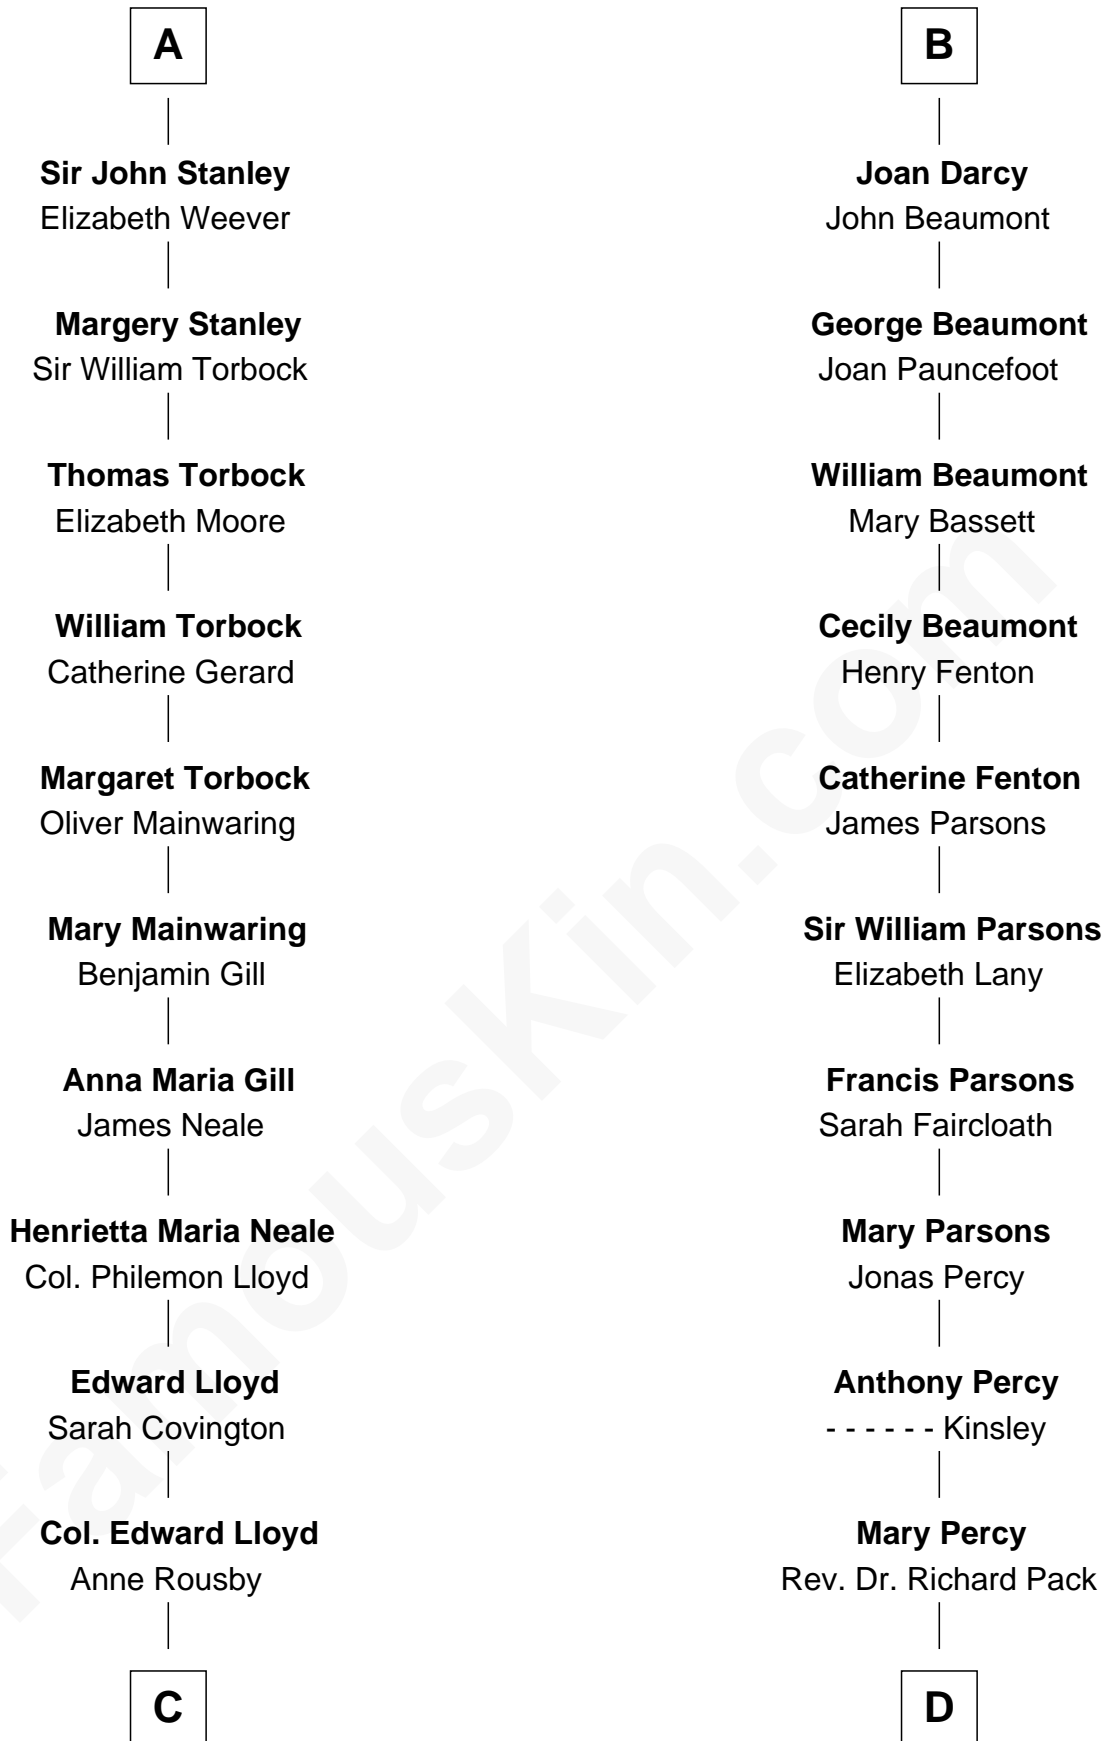 A
Sir John Stanley
Elizabeth Weever
Margery Stanley
Sir William Torbock
Thomas Torbock
Elizabeth Moore
William Torbock
Catherine Gerard
Margaret Torbock
Oliver Mainwaring
Mary Mainwaring
Benjamin Gill
Anna Maria Gill
James Neale
Henrietta Maria Neale
Col. Philemon Lloyd
Edward Lloyd
Sarah Covington
Col. Edward Lloyd
Anne Rousby
C
B
Joan Darcy
John Beaumont
George Beaumont
Joan Pauncefoot
William Beaumont
Mary Bassett
Cecily Beaumont
Henry Fenton
Catherine Fenton
James Parsons
Sir William Parsons
Elizabeth Lany
Francis Parsons
Sarah Faircloath
Mary Parsons
Jonas Percy
Anthony Percy
- - - - - - Kinsley
Mary Percy
Rev. Dr. Richard Pack
D
FamousKin.com